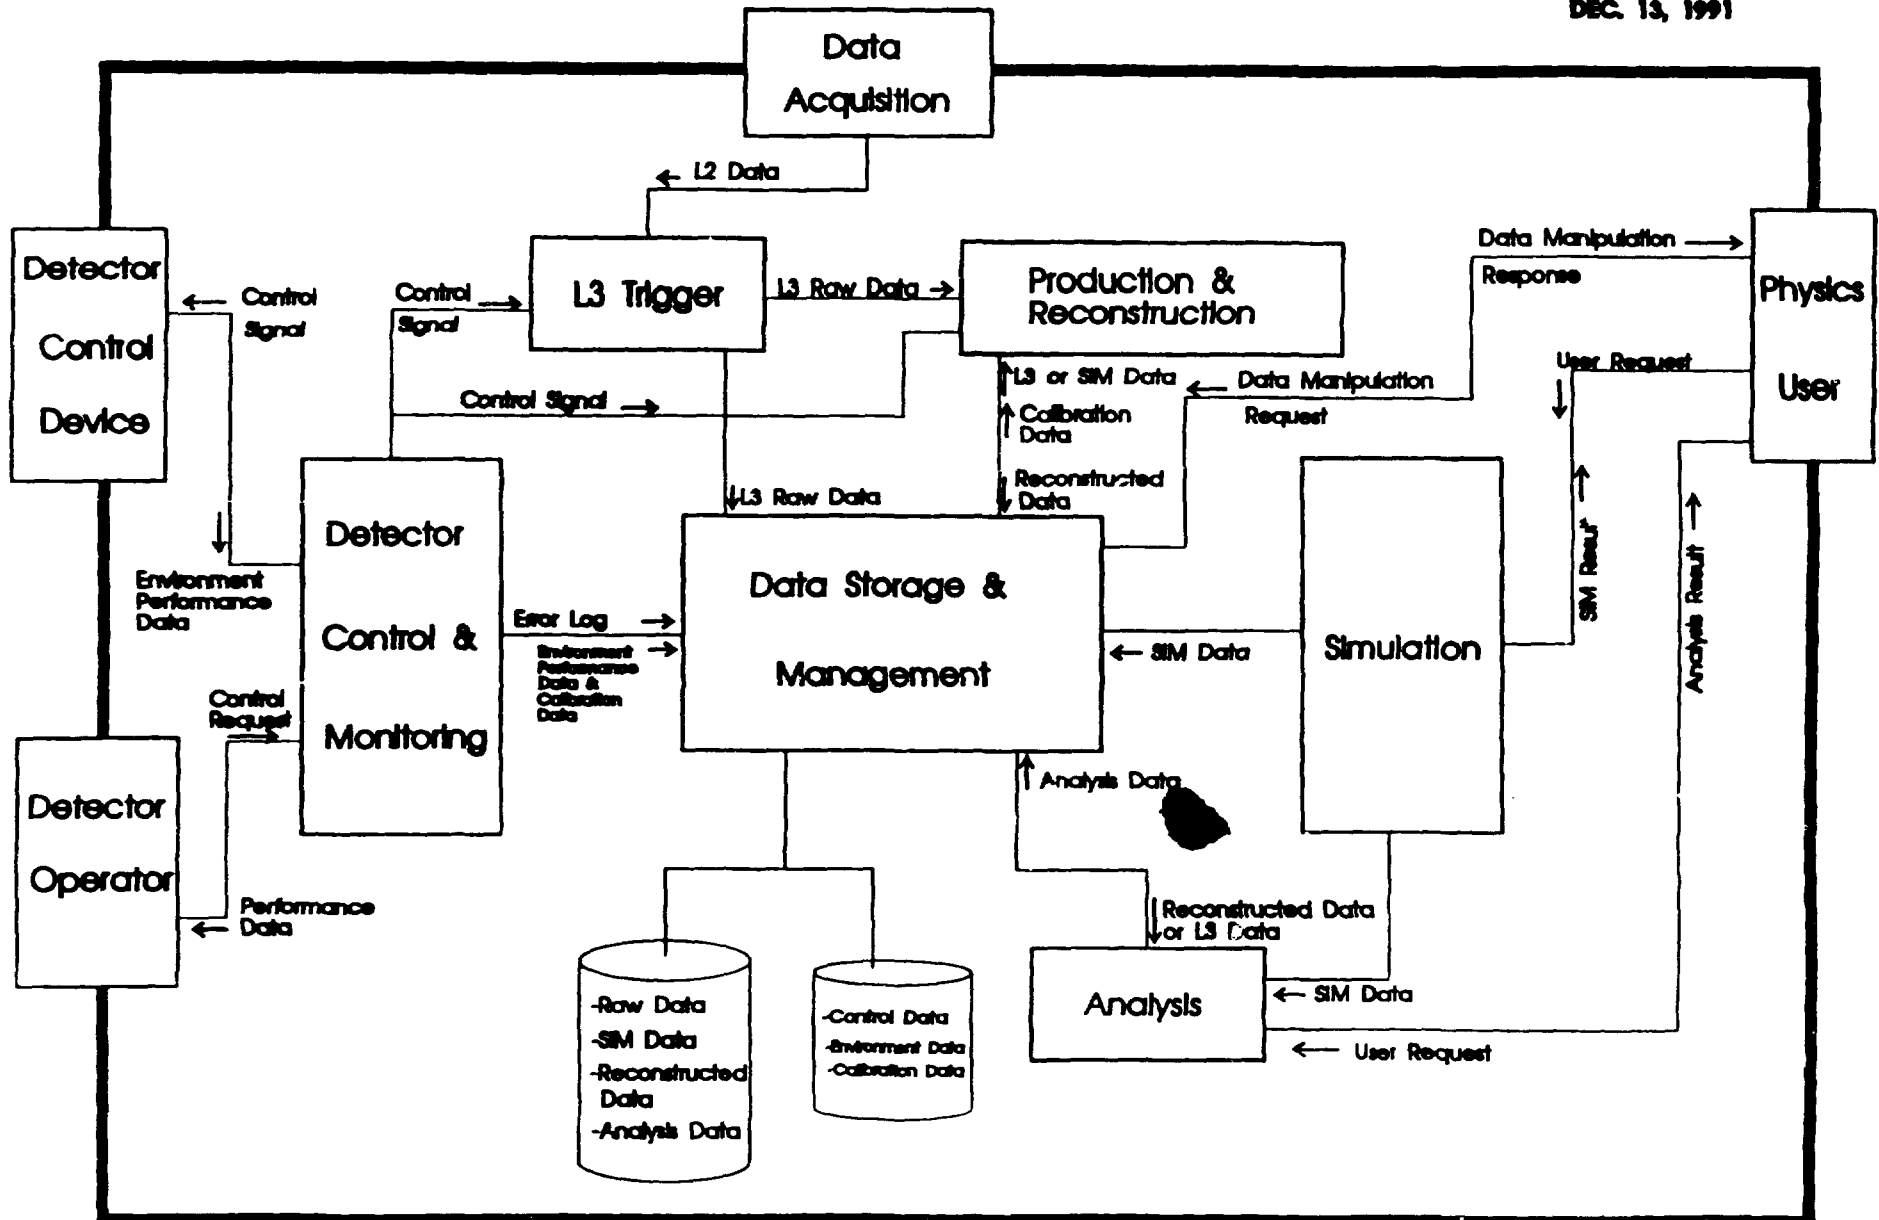 DEC. 13, 1991
Data
Acquisition
← L2 Data
Detector
Control
Device
← Control
Signal
Control →
Signal
L3 Trigger
L3 Raw Data →
Production &
Reconstruction
Data Manipulation →
Response
Physics
User
User Request
↓
↑ L3 or SIM Data
← Data Manipulation
Request
Control Signal →
↑ Calibration
Data
↓ Reconstructed
Data
↓ L3 Raw Data
↓
Environment
Performance
Data
Detector
Control &
Monitoring
Error Log →
Environment →
Performance
Data &
Calibration
Data
Data Storage &
Management
← SIM Data
Simulation
SIM →
Analysis Result →
Control
Request
→
Detector
Operator
Performance
← Data
↑ Analysis Data
↓ Reconstructed Data
or L3 Data
Analysis
← SIM Data
← User Request
-Raw Data
-SIM Data
-Reconstructed
Data
-Analysis Data
-Control Data
-Environment Data
-Calibration Data